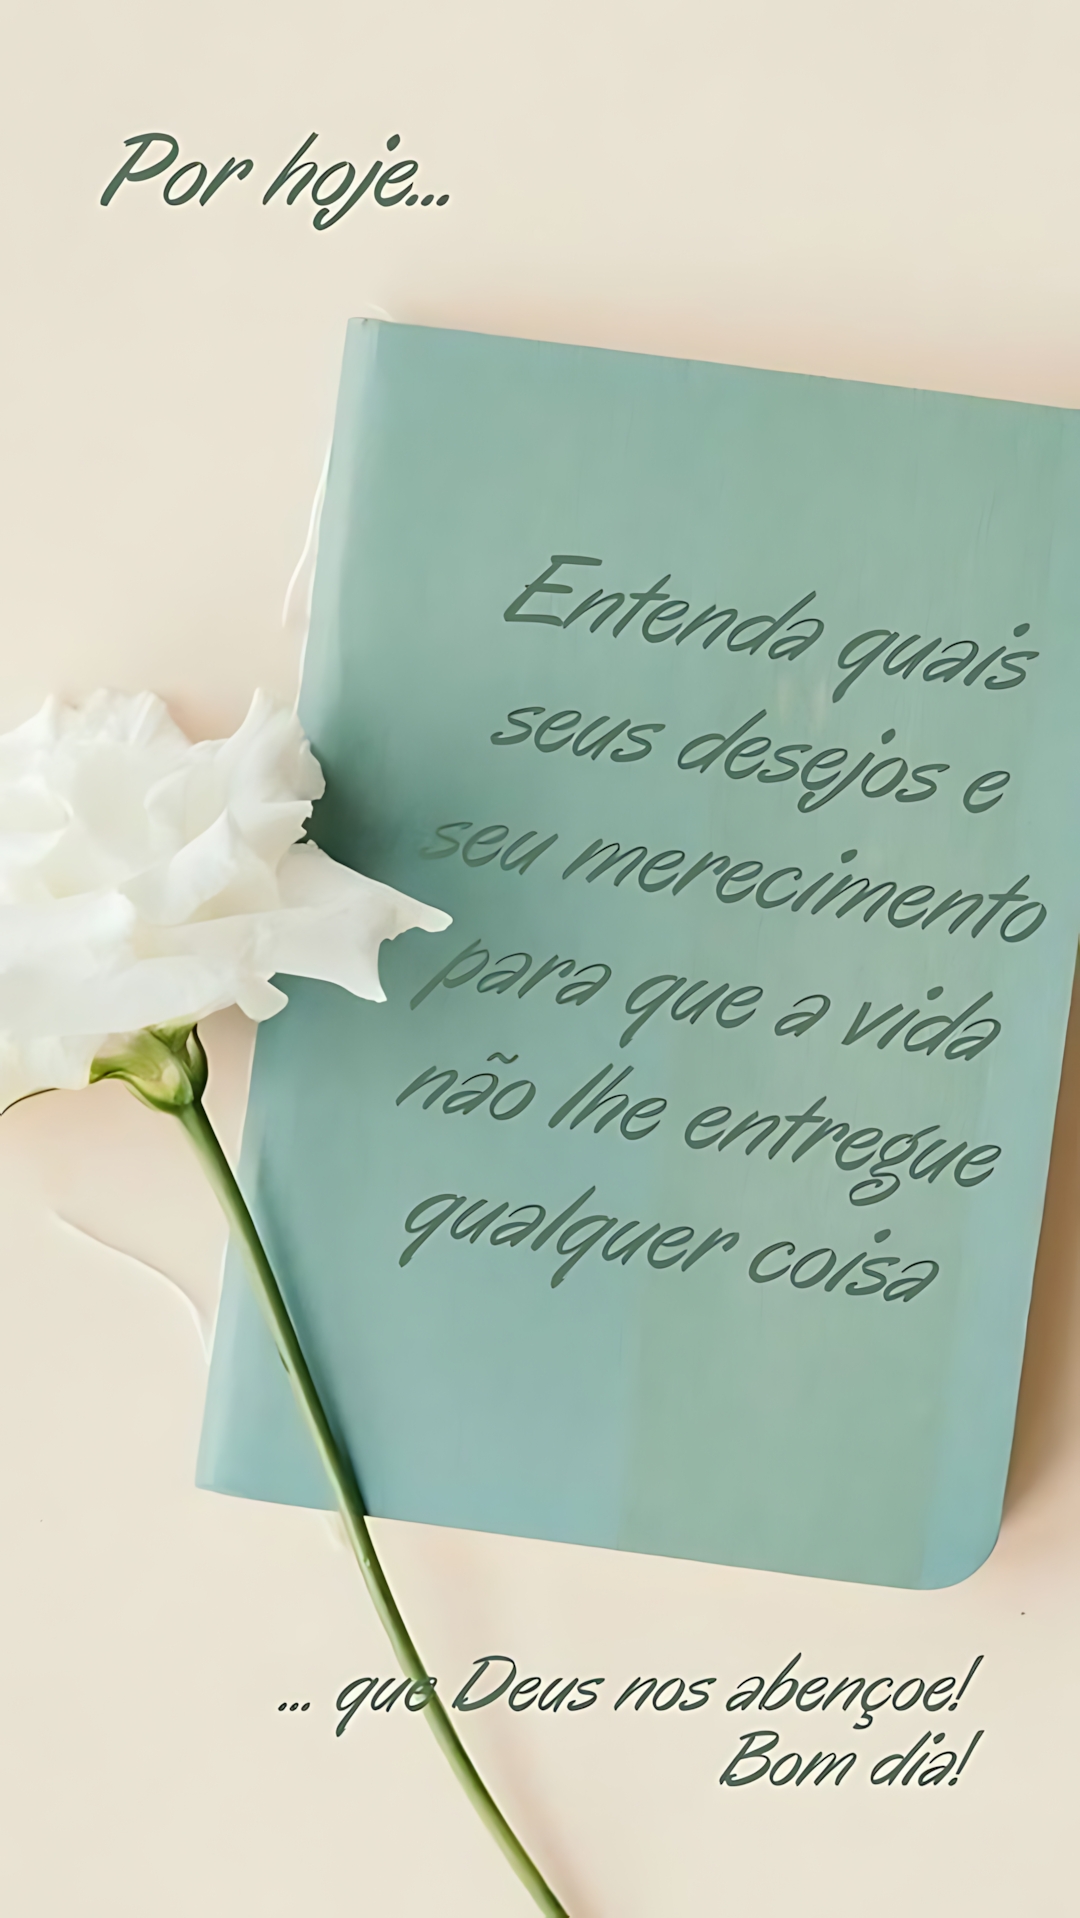 Por hoje...
Entenda quais
seus desejos e
seu merecimento
para que a vida
não lhe entregue
qualquer coisa
... que Deus nos abençoe!
Bom dia!